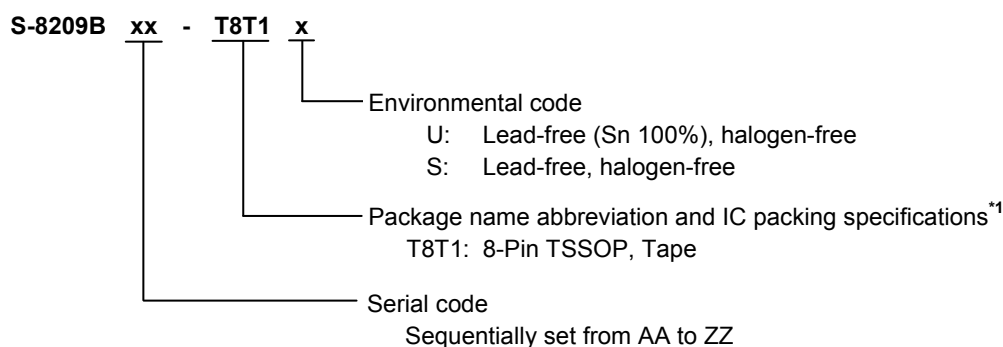 S-8209B xx - T8T1 x
Environmental code
U: Lead-free (Sn 100%), halogen-free
S: Lead-free, halogen-free
Package name abbreviation and IC packing specifications*1
T8T1: 8-Pin TSSOP, Tape
Serial code
Sequentially set from AA to ZZ